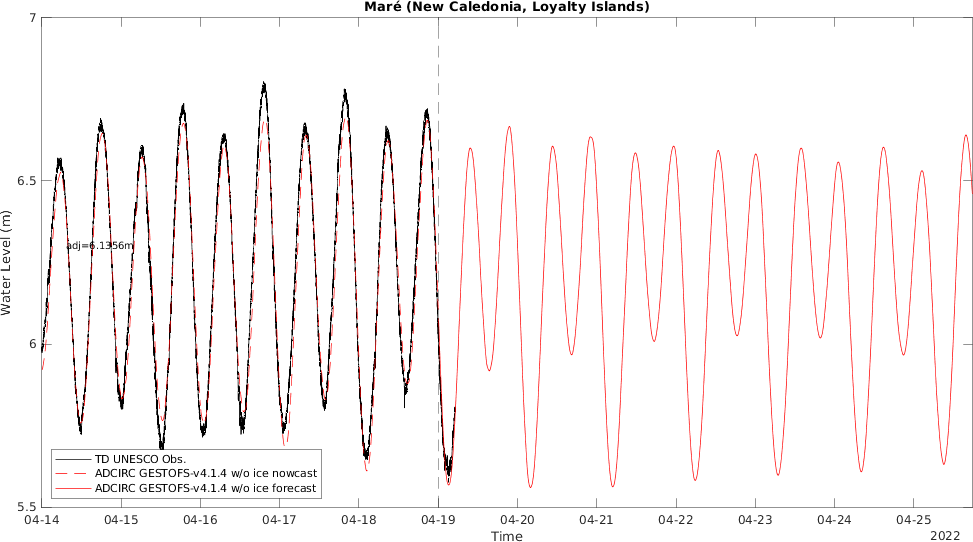 Maré (New Caledonia, Loyalty Islands)
7
6.5
6
5.5
Water Level (m)
adj=6.1356m
TD UNESCO Obs.
ADCIRC GESTOFS-v4.1.4 w/o ice nowcast
ADCIRC GESTOFS-v4.1.4 w/o ice forecast
04-14 04-15 04-16 04-17 04-18 04-19 04-20 04-21 04-22 04-23 04-24 04-25
Time
2022